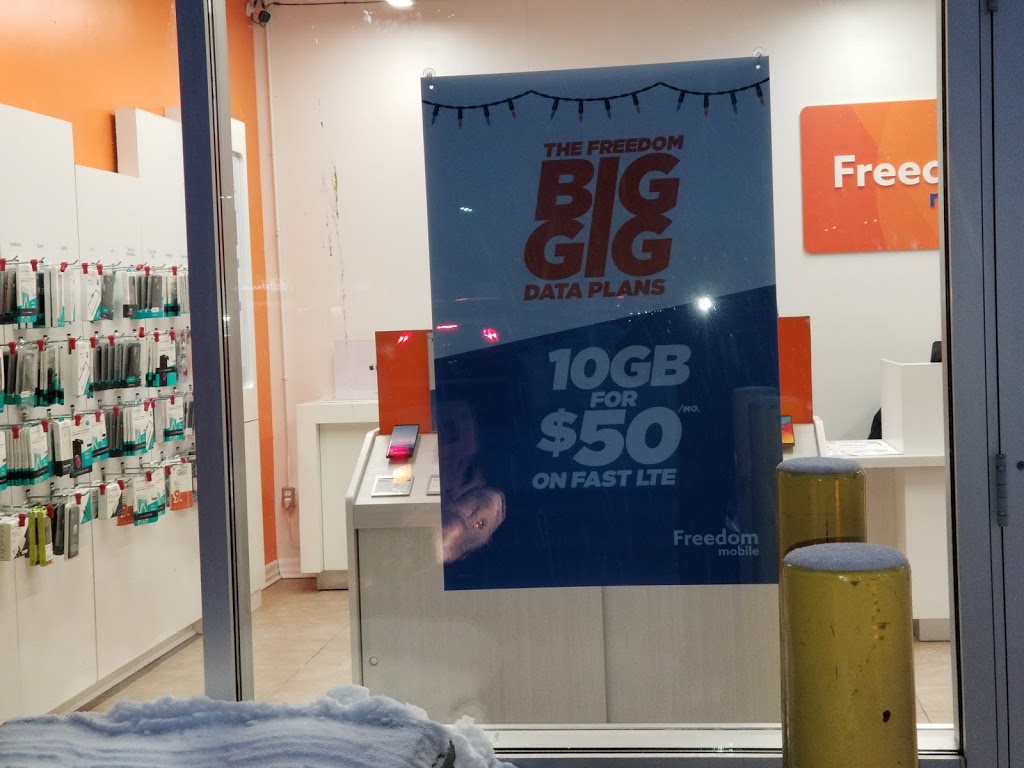 THE FREEDOM
BIG
GIG
DATA PLANS
10GB
FOR
$50 /MO.
ON FAST LTE
Freedom
mobile
Freed
m